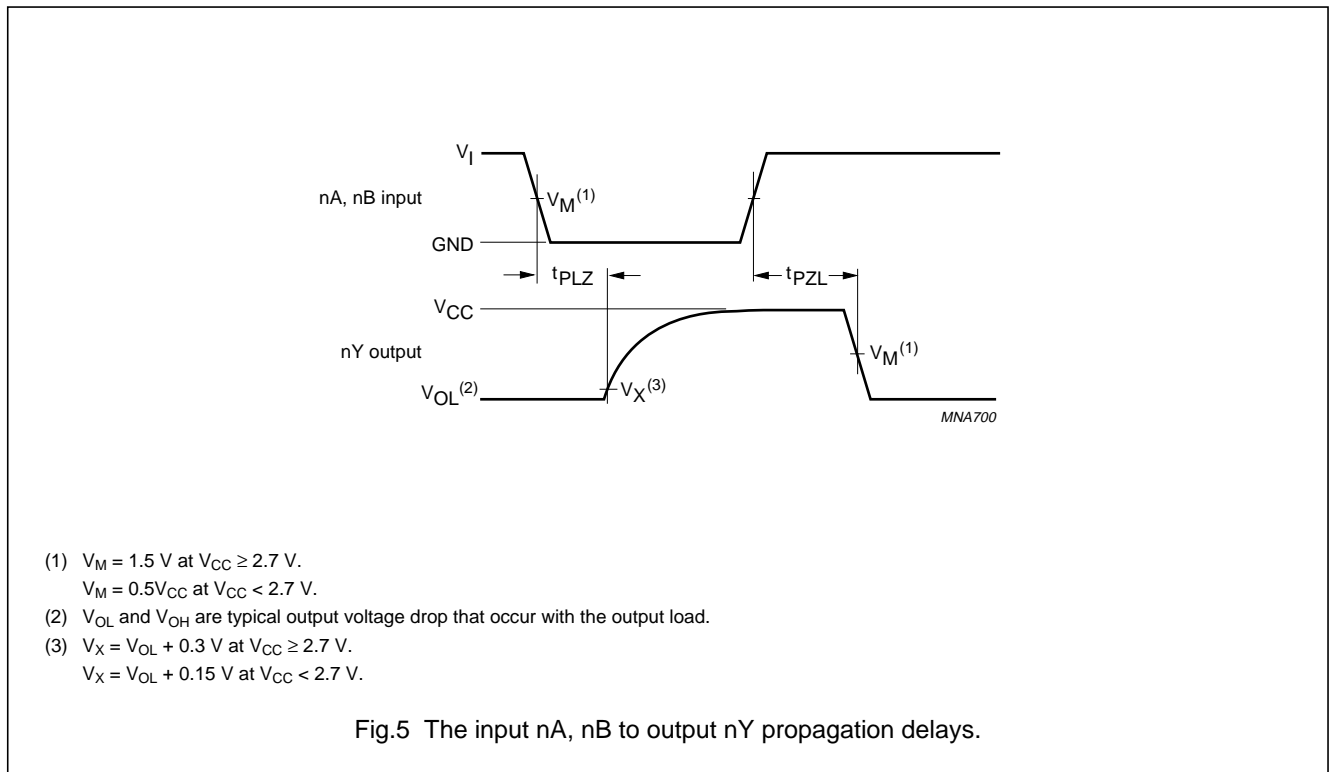 V_I
nA, nB input
V_M(1)
GND
t_PLZ
t_PZL
V_CC
nY output
V_M(1)
V_OL(2)
V_X(3)
MNA700
(1) V_M = 1.5 V at V_CC ≥ 2.7 V.
V_M = 0.5V_CC at V_CC < 2.7 V.
(2) V_OL and V_OH are typical output voltage drop that occur with the output load.
(3) V_X = V_OL + 0.3 V at V_CC ≥ 2.7 V.
V_X = V_OL + 0.15 V at V_CC < 2.7 V.
Fig.5 The input nA, nB to output nY propagation delays.